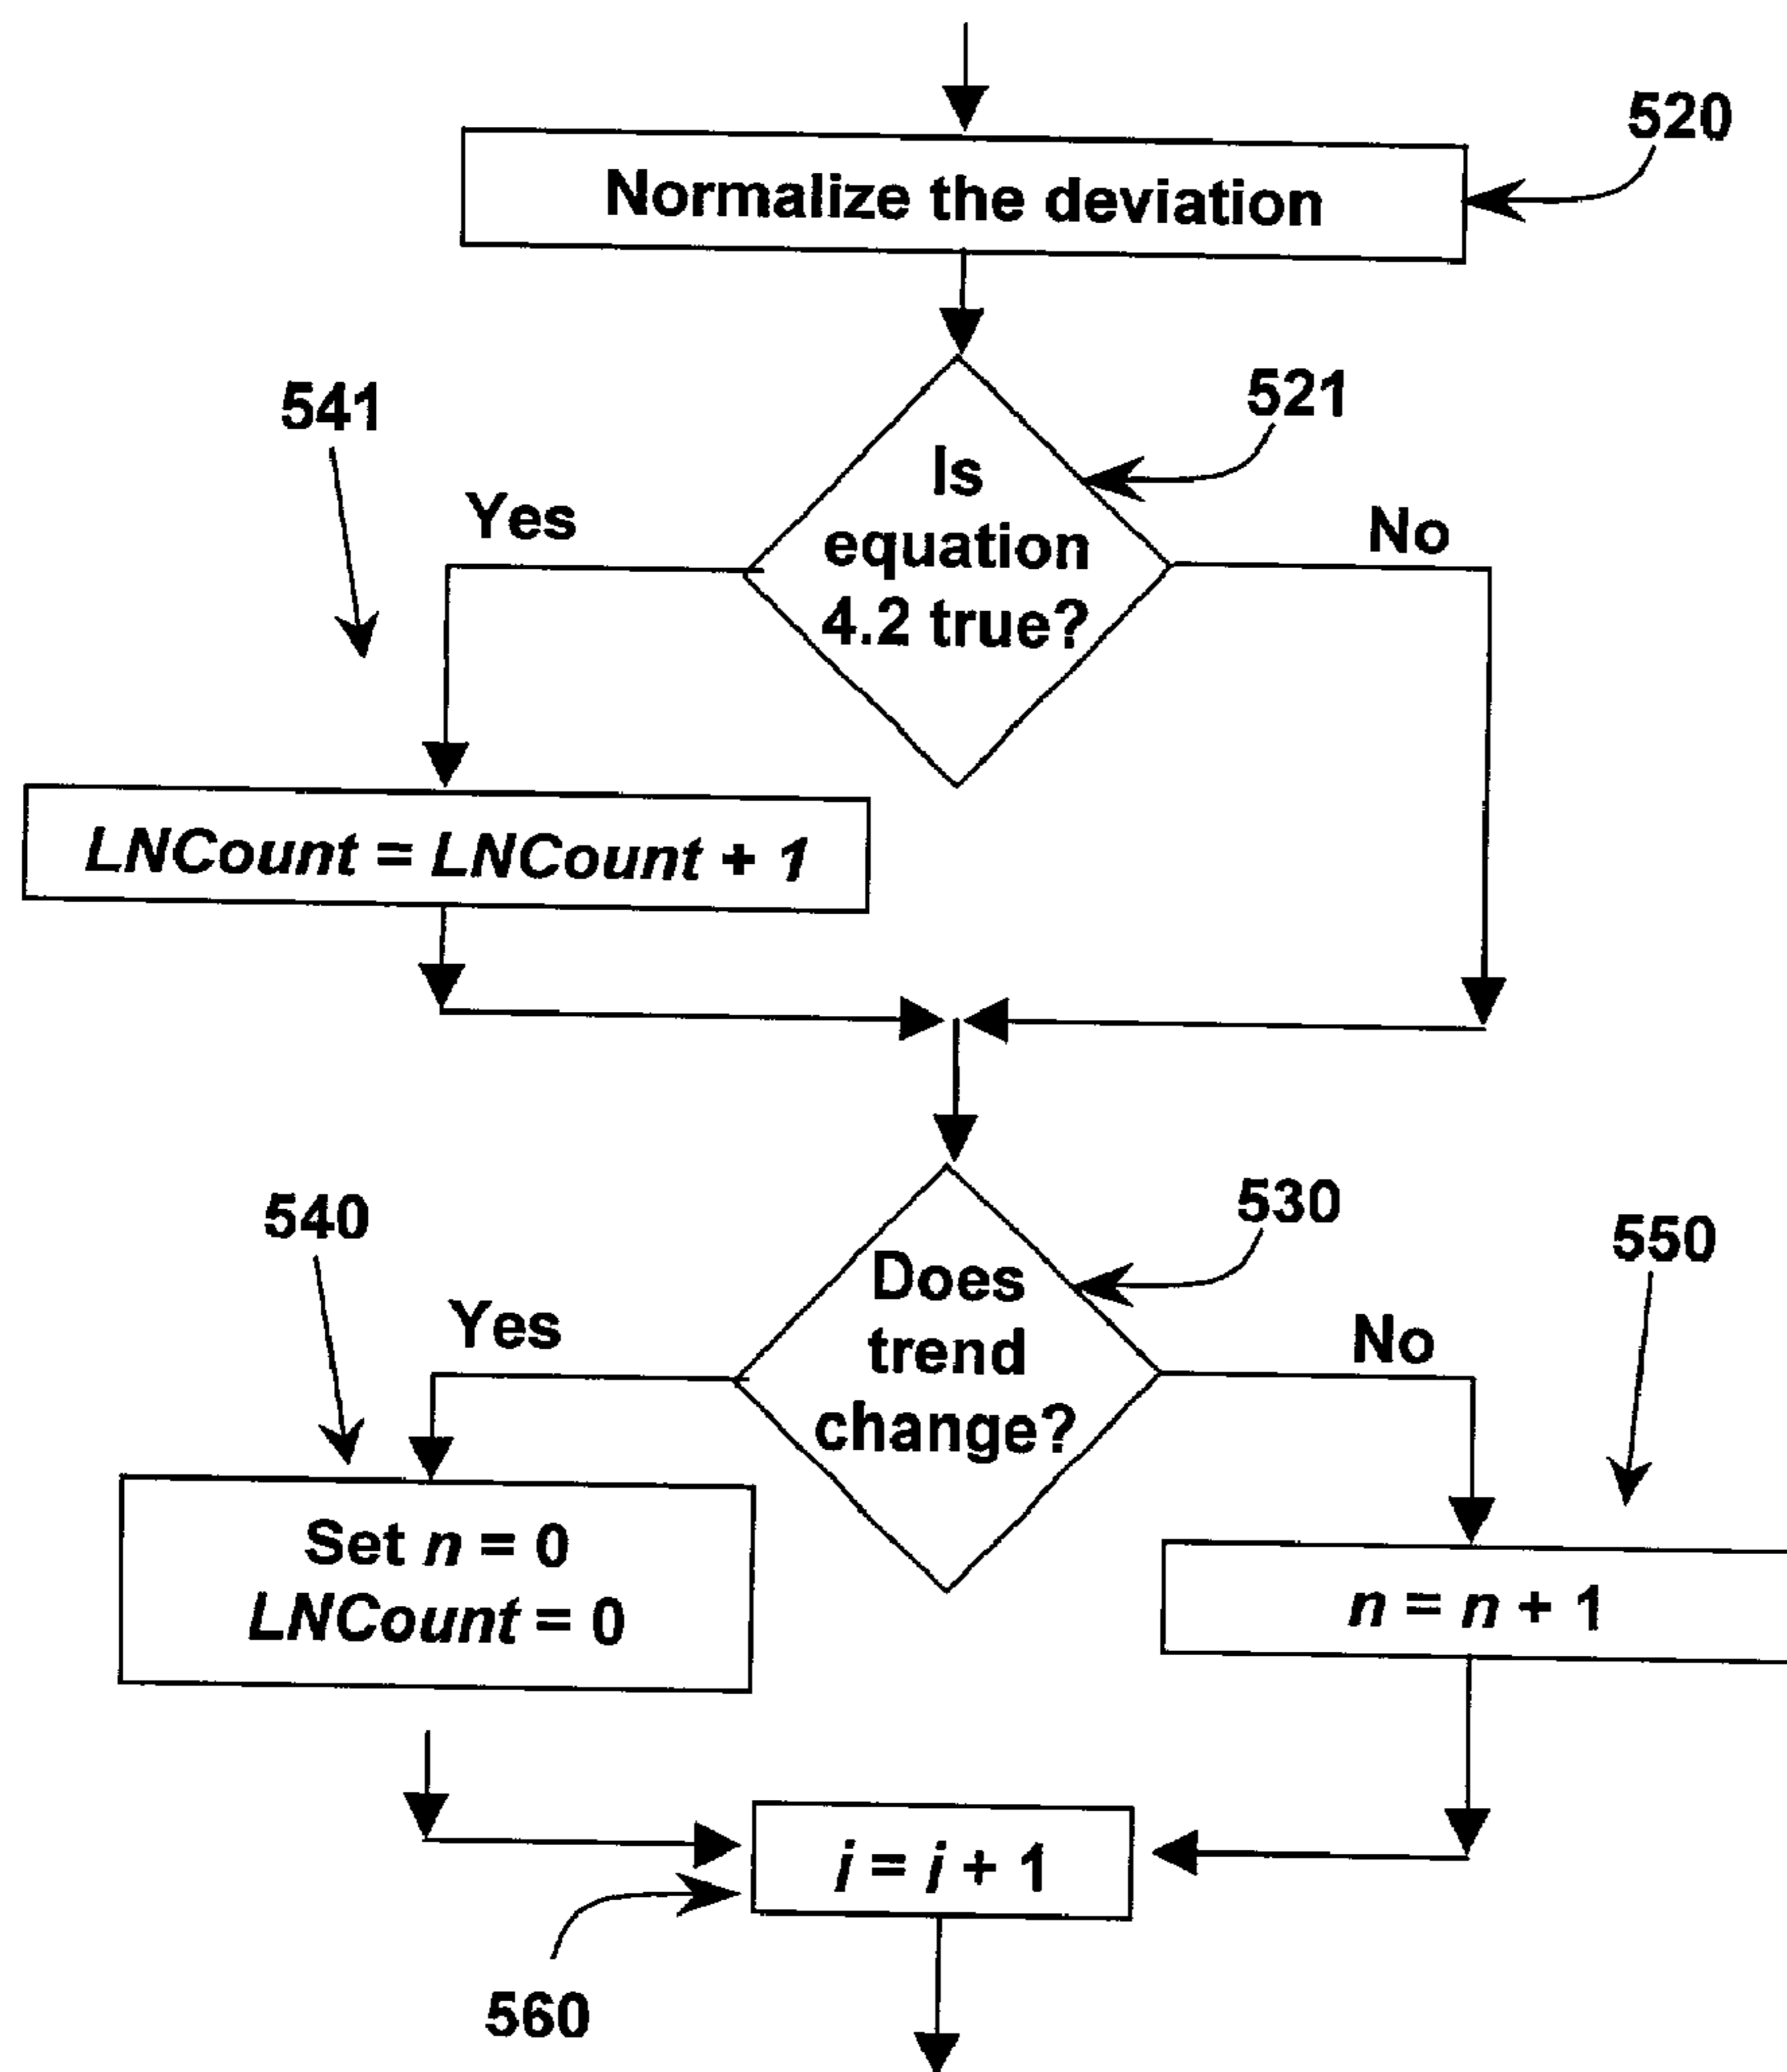 520
Normalize the deviation
541
521
Is
equation
4.2 true?
Yes
No
LNCount = LNCount + 1
540
530
550
Does
trend
change?
Yes
No
Set n = 0
LNCount = 0
n = n + 1
i = i + 1
560